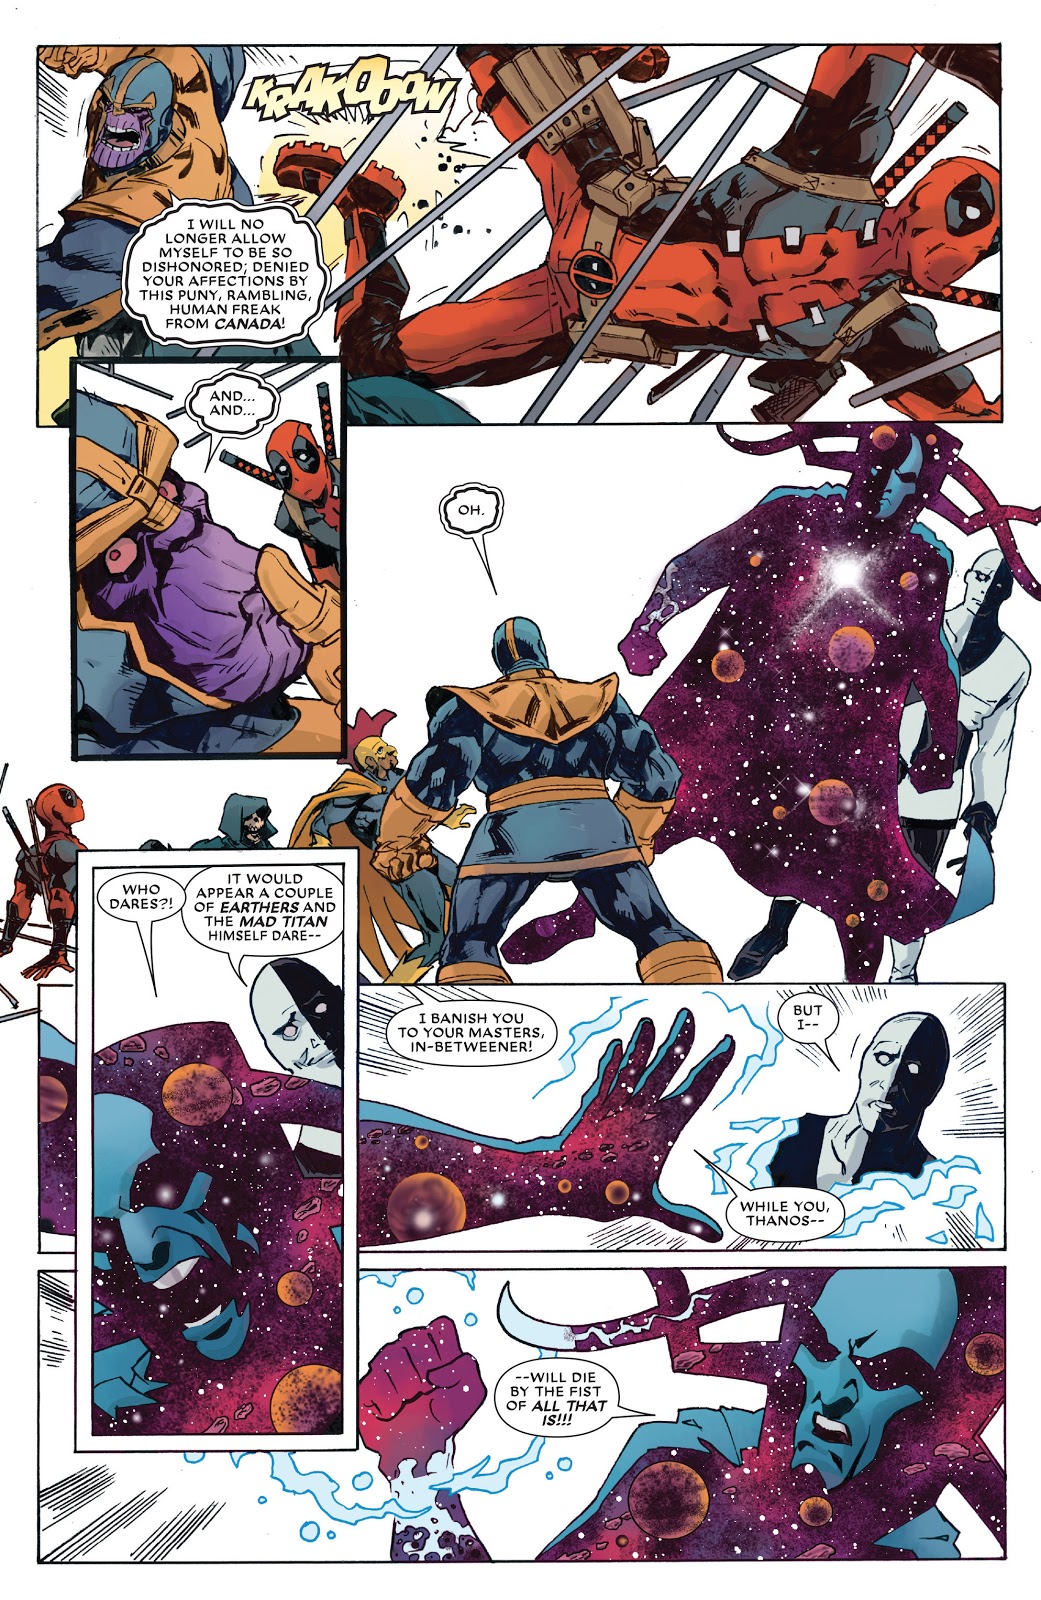 KRAKOOOOW
I WILL NO
LONGER ALLOW
MYSELF TO BE SO
DISHONORED; DENIED
YOUR AFFECTIONS BY
THIS PUNY, RAMBLING,
HUMAN FREAK
FROM CANADA!
AND...
AND...
OH.
WHO
DARES?!
IT WOULD
APPEAR A COUPLE
OF EARTHERS AND
THE MAD TITAN
HIMSELF DARE--
I BANISH YOU
TO YOUR MASTERS,
IN-BETWEENER!
BUT
I--
WHILE YOU,
THANOS--
--WILL DIE
BY THE FIST
OF ALL THAT
IS!!!